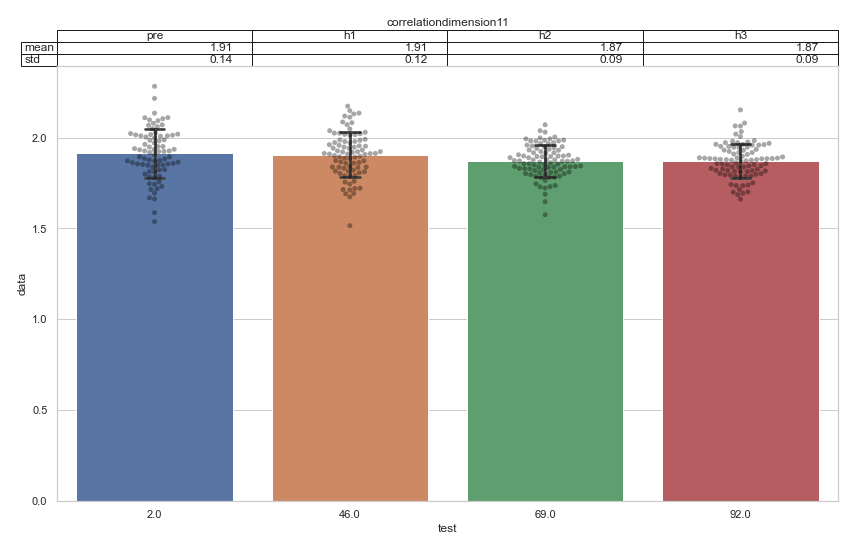 correlationdimension11
pre h1 h2 h3
mean 1.91 1.91 1.87 1.87
std 0.14 0.12 0.09 0.09
2.0
1.5
1.0
0.5
0.0
data
2.0 46.0 69.0 92.0
test